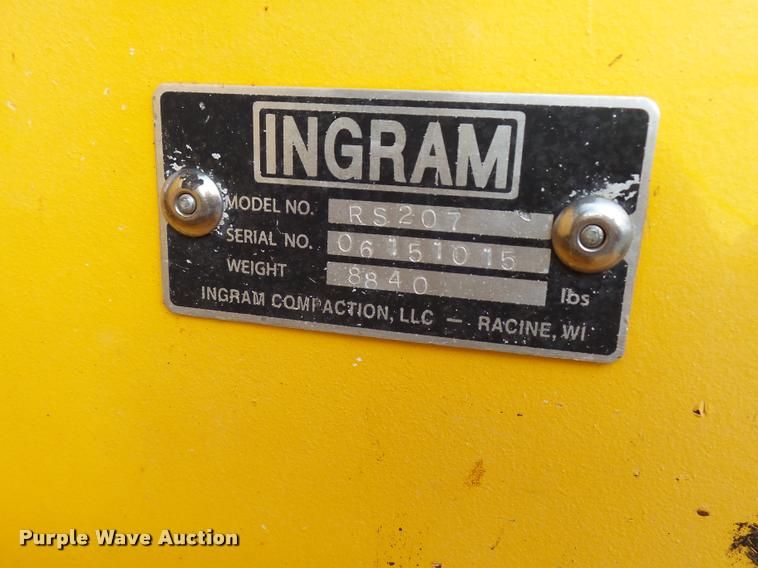 INGRAM
MODEL NO. RS207
SERIAL NO. 06151015
WEIGHT 8840 lbs
INGRAM COMPACTION, LLC — RACINE, WI
Purple Wave Auction